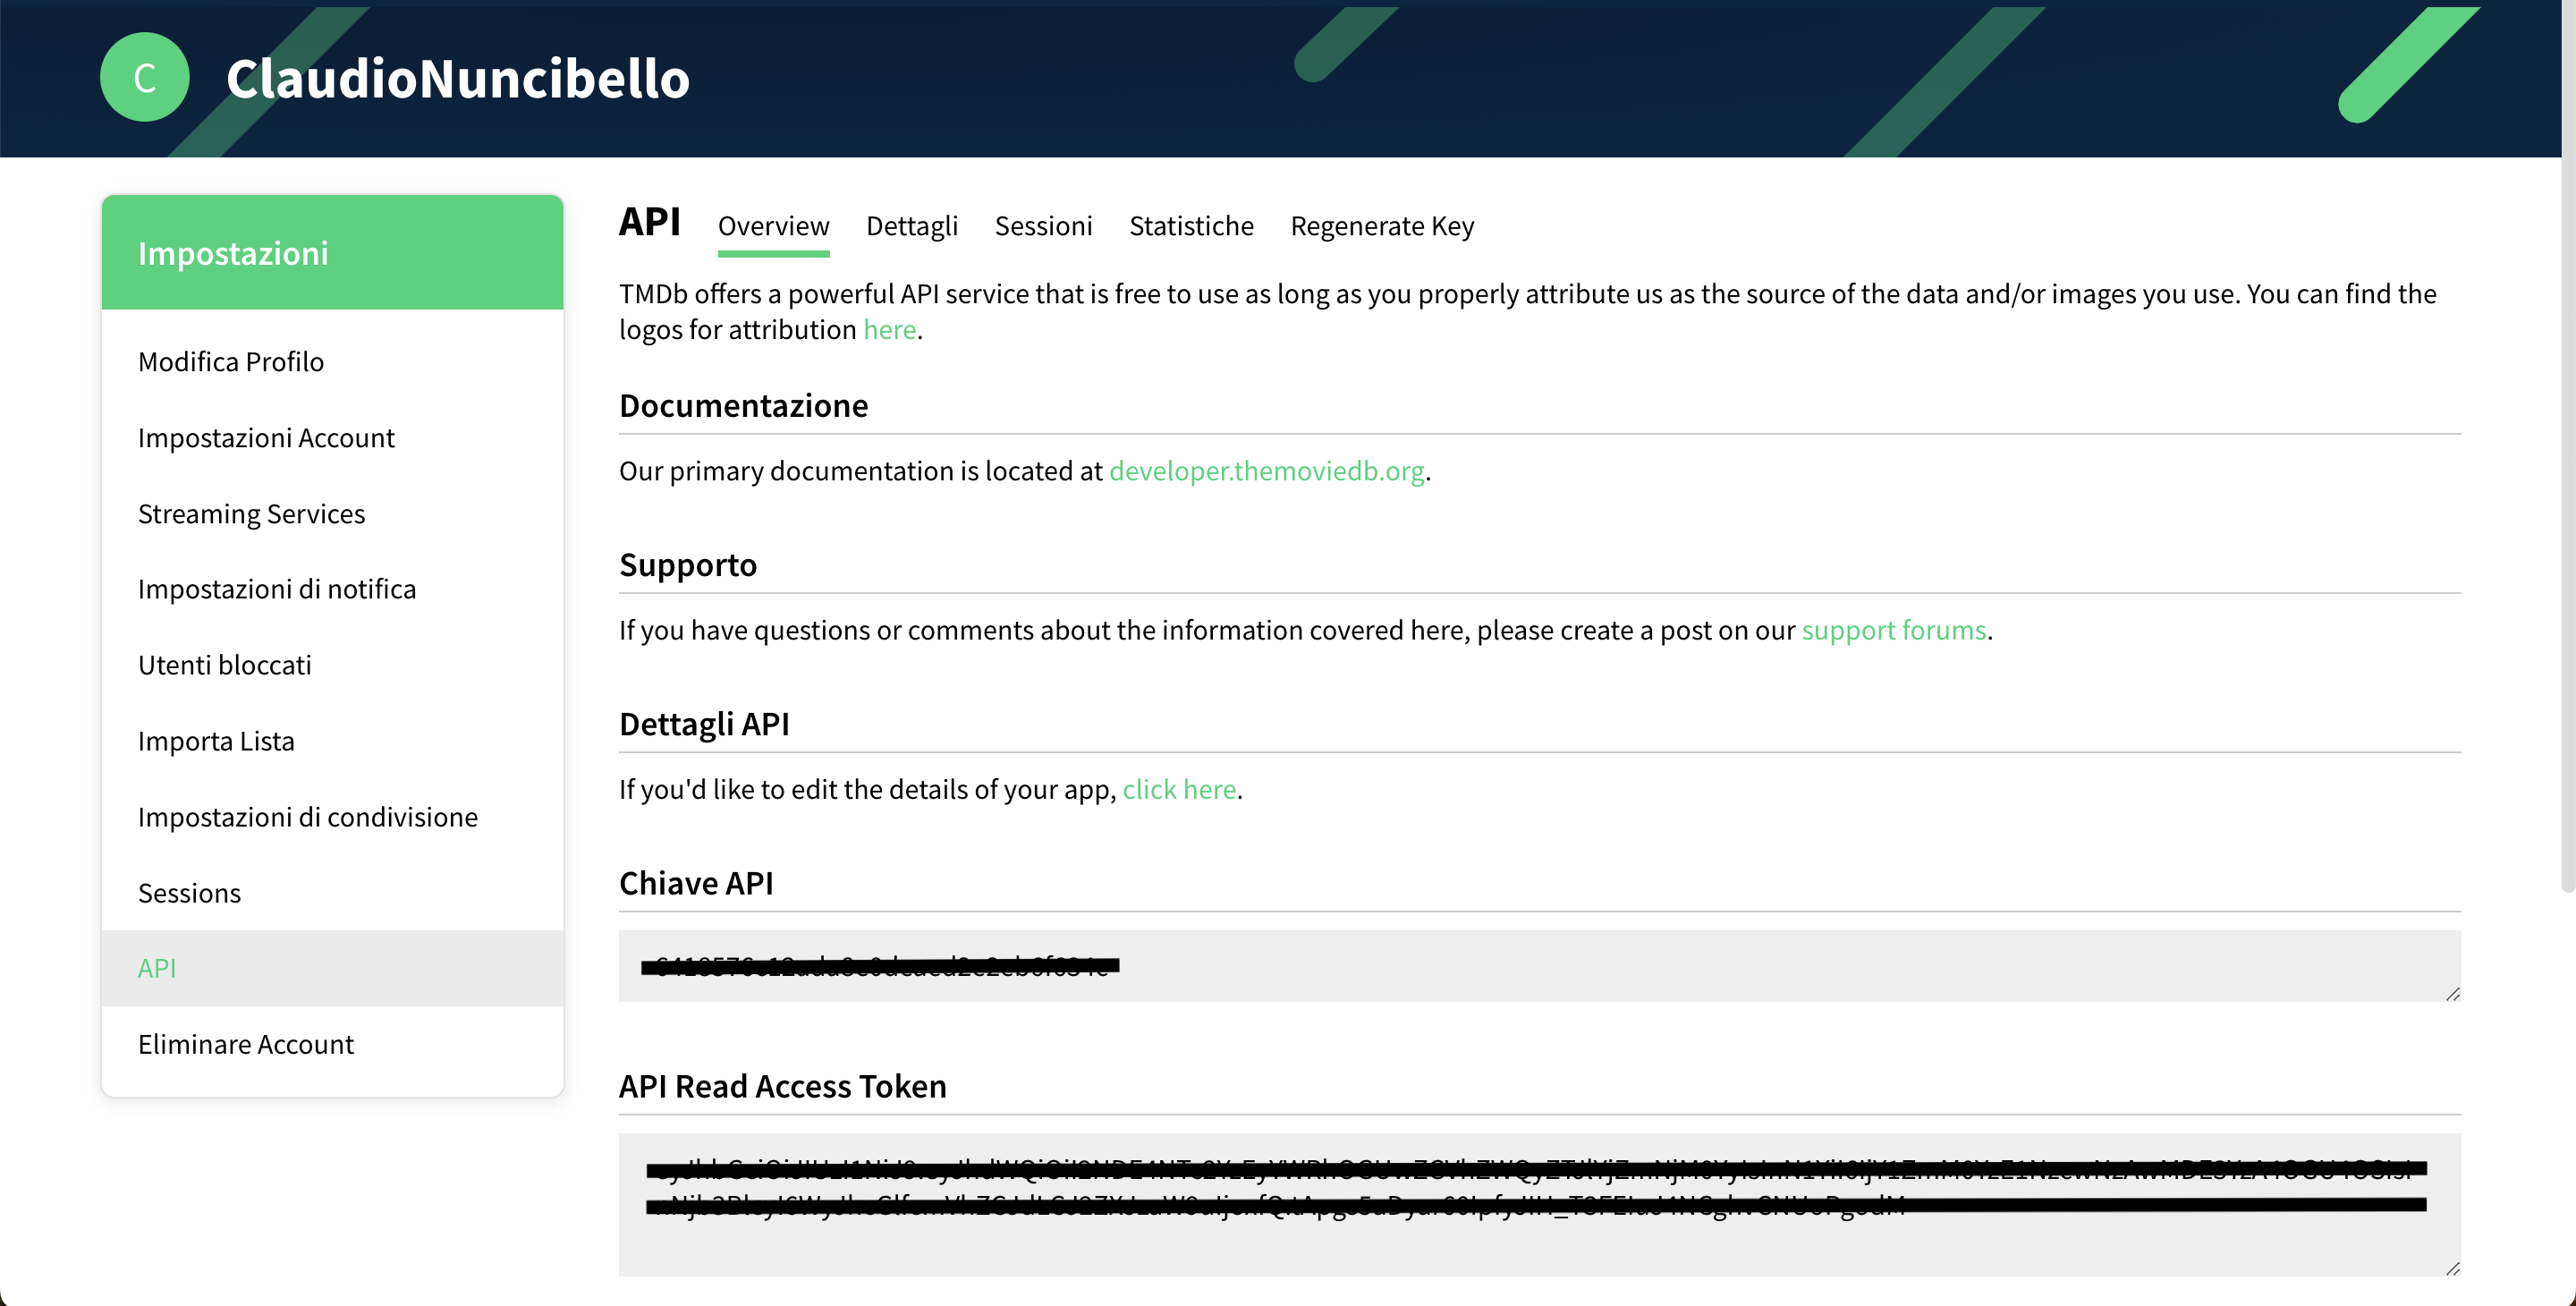 C
ClaudioNuncibello
Impostazioni
Modifica Profilo
Impostazioni Account
Streaming Services
Impostazioni di notifica
Utenti bloccati
Importa Lista
Impostazioni di condivisione
Sessions
API
Eliminare Account
API Overview Dettagli Sessioni Statistiche Regenerate Key
TMDb offers a powerful API service that is free to use as long as you properly attribute us as the source of the data and/or images you use. You can find the
logos for attribution here.
Documentazione
Our primary documentation is located at developer.themoviedb.org.
Supporto
If you have questions or comments about the information covered here, please create a post on our support forums.
Dettagli API
If you'd like to edit the details of your app, click here.
Chiave API
API Read Access Token